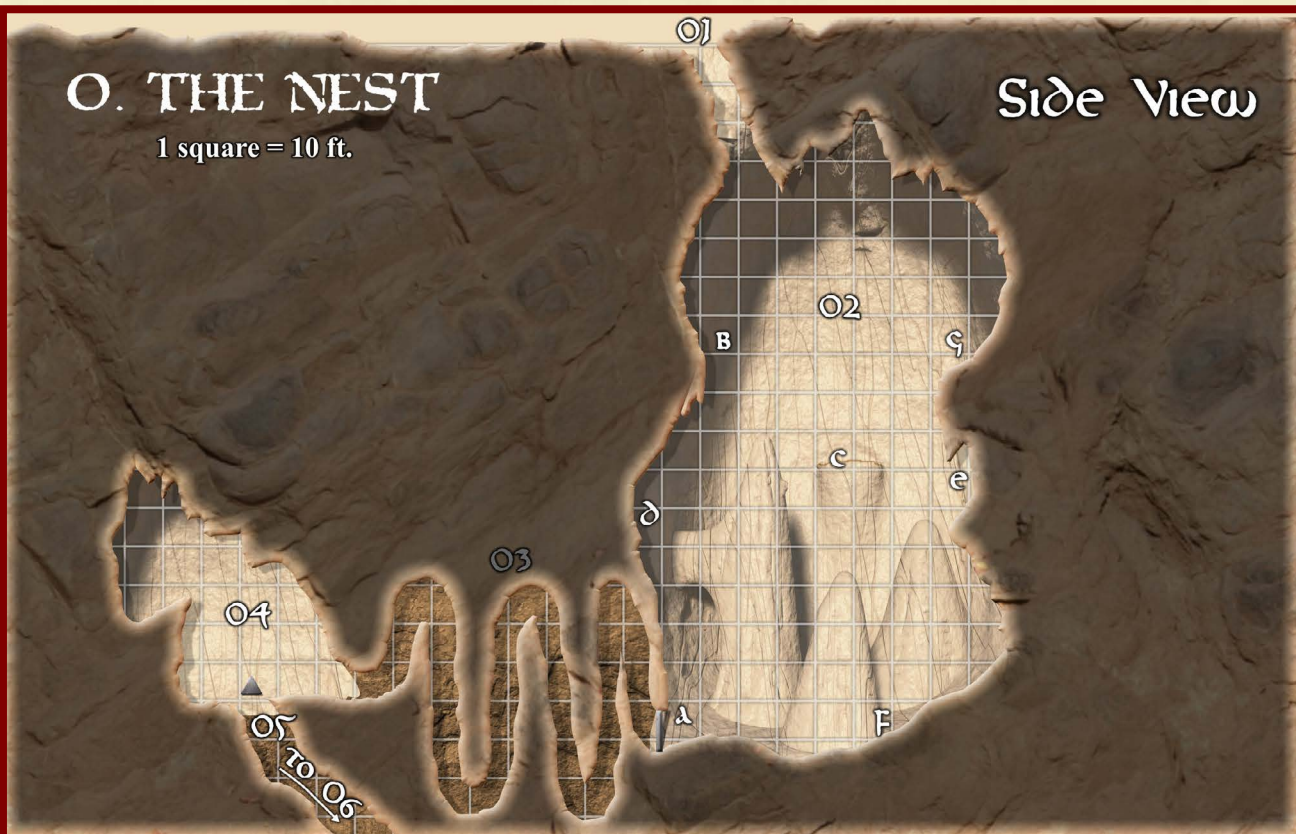 O1
O. THE NEST
Side View
1 square = 10 ft.
O2
B
G
C
e
d
O3
O4
A
F
O5
TO O6